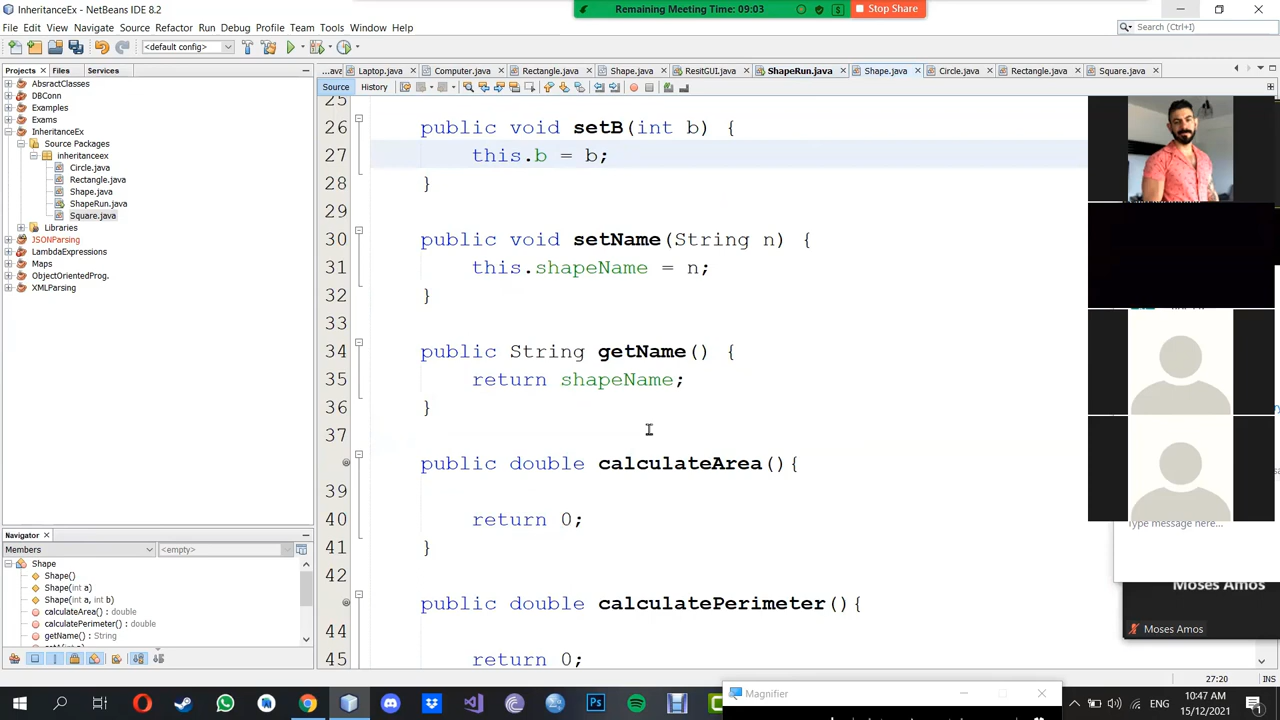 InheritanceEx - NetBeans IDE 8.2
Remaining Meeting Time: 09:03
Stop Share
File Edit View Navigate Source Refactor Run Debug Profile Team Tools Window Help
Search (Ctrl+I)
<default config>
Projects Files Services
...ava Laptop.java Computer.java Rectangle.java Shape.java ResitGUI.java ShapeRun.java Shape.java Circle.java Rectangle.java Square.java
Source History
AbstractClasses
DBConn
Examples
Exams
InheritanceEx
Source Packages
inheritanceex
Circle.java
Rectangle.java
Shape.java
ShapeRun.java
Square.java
Libraries
JSONParsing
LambdaExpressions
Maps
ObjectOrientedProg.
XMLParsing
25
26 public void setB(int b) {
27 this.b = b;
28 }
29
30 public void setName(String n) {
31 this.shapeName = n;
32 }
33
34 public String getName() {
35 return shapeName;
36 }
37
public double calculateArea(){
39
40 return 0;
41 }
42
public double calculatePerimeter(){
44
45 return 0;
Navigator
Members <empty>
Shape
Shape()
Shape(int a)
Shape(int a, int b)
calculateArea() : double
calculatePerimeter() : double
getName() : String
Type message here...
Moses Amos
Moses Amos
27:20 INS
Magnifier
ENG
10:47 AM
15/12/2021